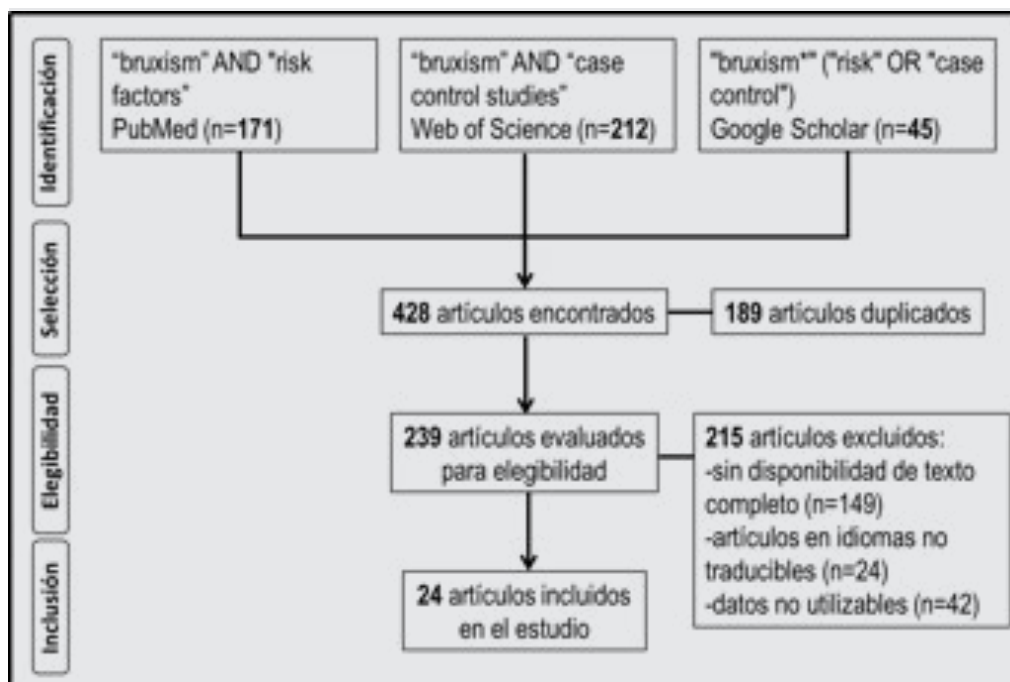 Identificación
"bruxism" AND "risk
factors"
PubMed (n=171)
"bruxism" AND "case
control studies"
Web of Science (n=212)
"bruxism*" ("risk" OR "case
control")
Google Scholar (n=45)
Selección
428 artículos encontrados
189 artículos duplicados
Elegibilidad
239 artículos evaluados
para elegibilidad
215 artículos excluidos:
-sin disponibilidad de texto
completo (n=149)
-artículos en idiomas no
traducibles (n=24)
-datos no utilizables (n=42)
Inclusión
24 artículos incluidos
en el estudio